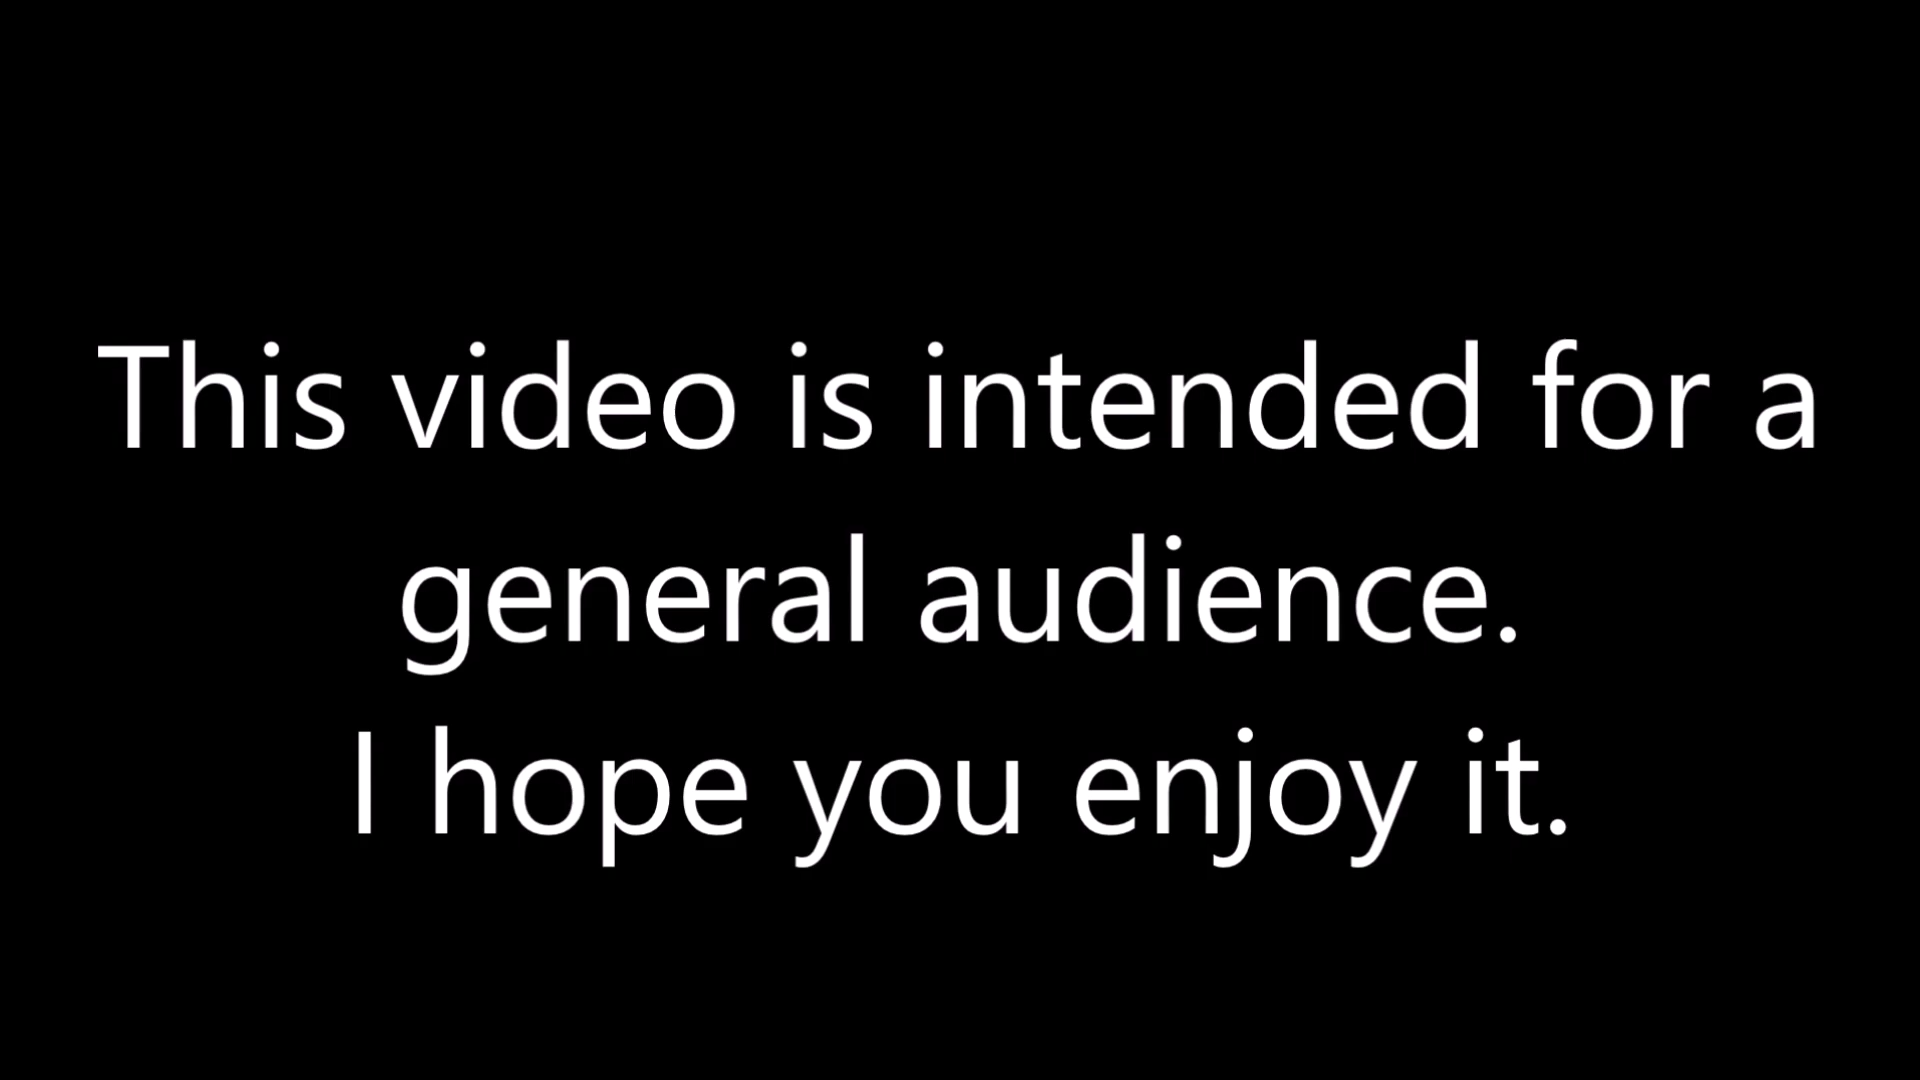 This video is intended for a
general audience.
I hope you enjoy it.